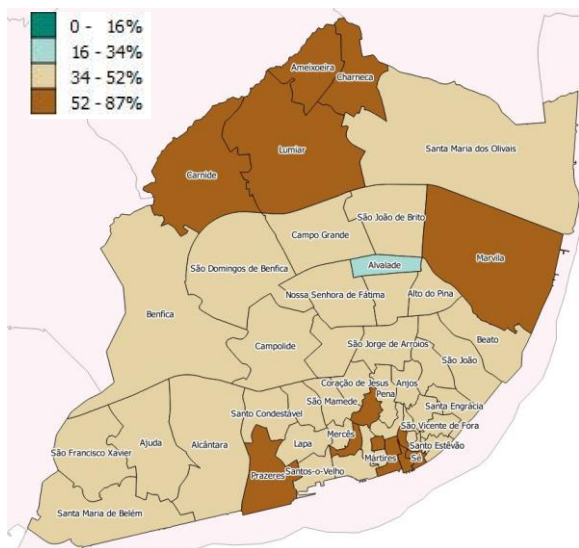 0 - 16%
16 - 34%
34 - 52%
52 - 87%
Ameixoeira
Charneca
Lumiar
Santa Maria dos Olivais
Carnide
São João de Brito
Campo Grande
Marvila
Alvalade
São Domingos de Benfica
Nossa Senhora de Fátima
Alto do Pina
Benfica
Beato
Campolide
São Jorge de Arroios
São João
Coração de Jesus
Anjos
Pena
São Mamede
Santa Engrácia
Santo Condestável
São Vicente de Fora
Mercês
Lapa
Santo Estêvão
Ajuda
Alcântara
São Francisco Xavier
Mártires
Sé
Santos-o-Velho
Prazeres
Santa Maria de Belém